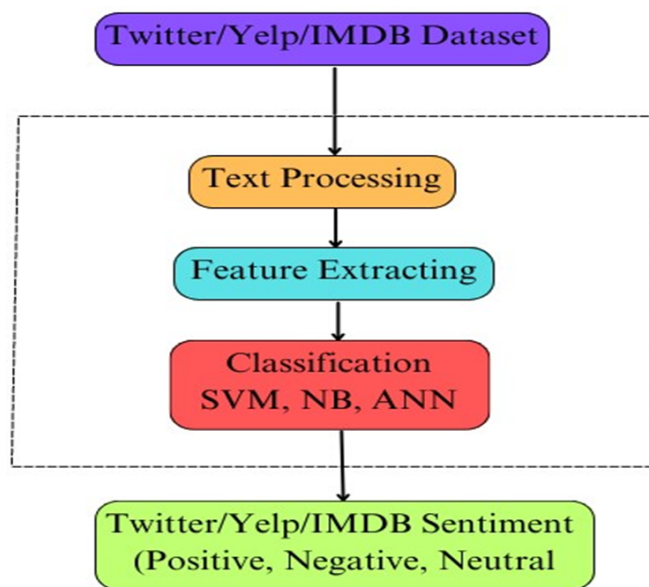 Twitter/Yelp/IMDB Dataset
Text Processing
Feature Extracting
Classification
SVM, NB, ANN
Twitter/Yelp/IMDB Sentiment
(Positive, Negative, Neutral